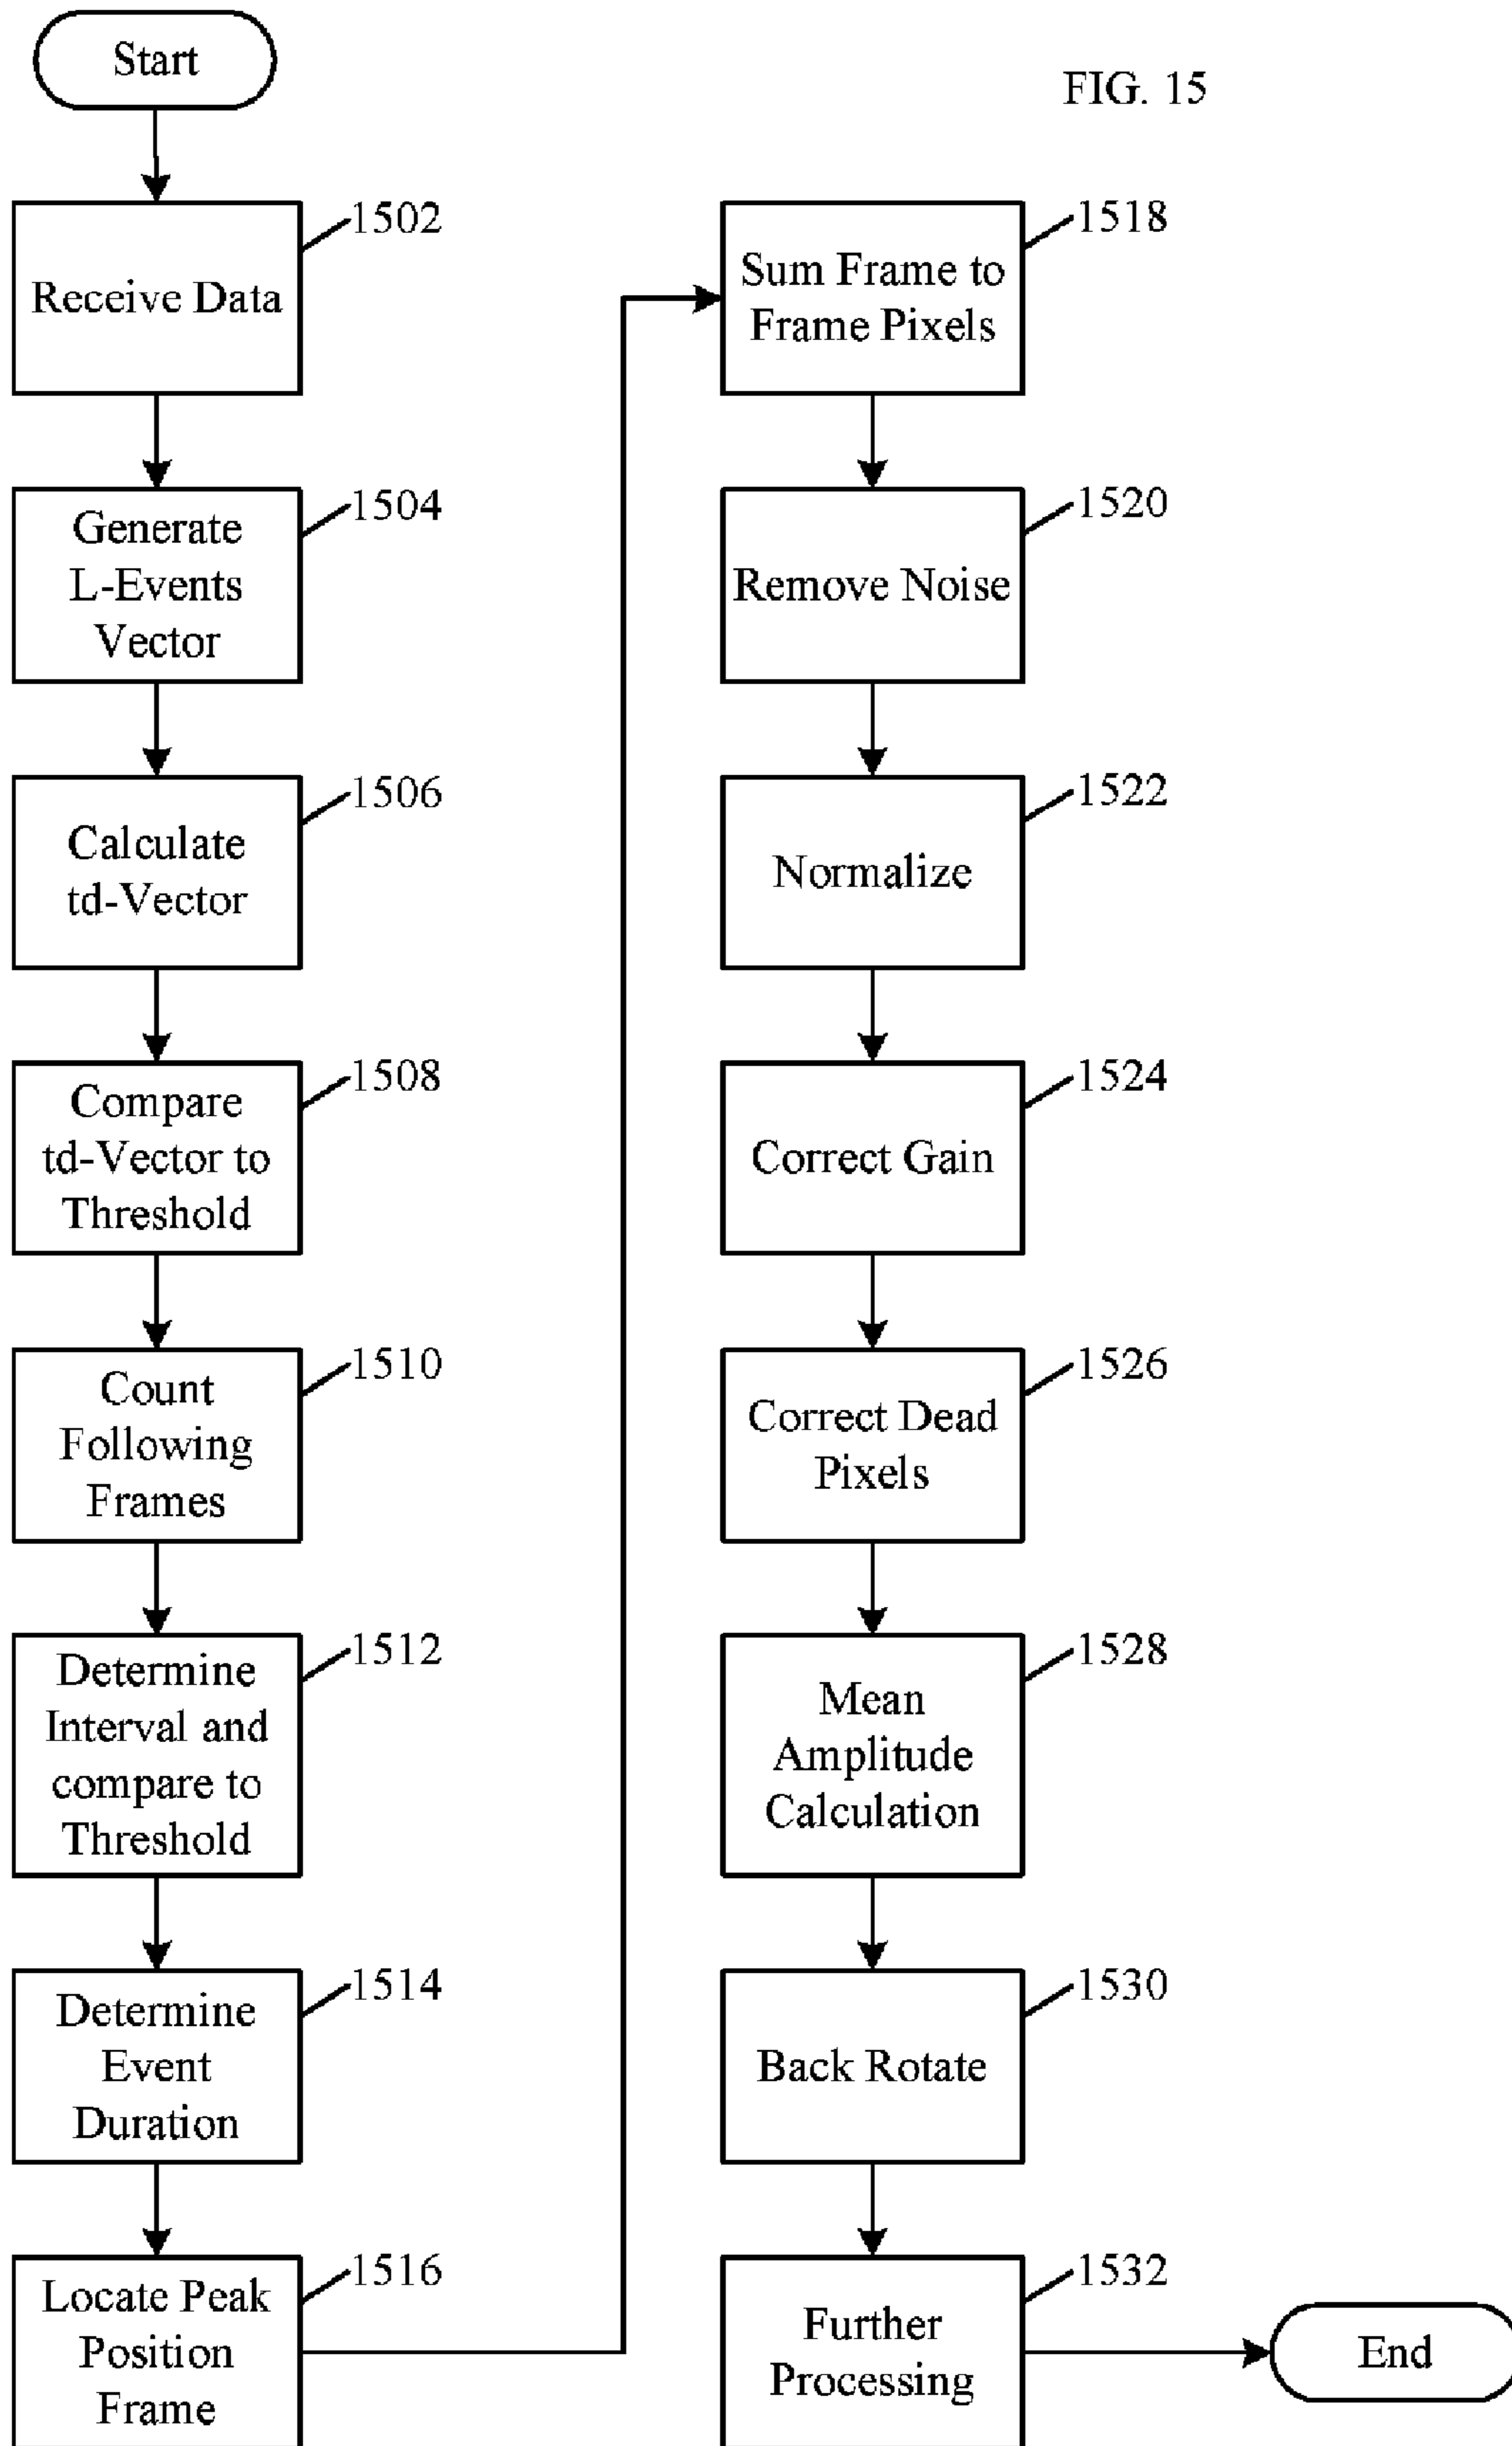 Start
FIG. 15
1502
Receive Data
1504
Generate
L-Events
Vector
1506
Calculate
td-Vector
1508
Compare
td-Vector to
Threshold
1510
Count
Following
Frames
1512
Determine
Interval and
compare to
Threshold
1514
Determine
Event
Duration
1516
Locate Peak
Position
Frame
1518
Sum Frame to
Frame Pixels
1520
Remove Noise
1522
Normalize
1524
Correct Gain
1526
Correct Dead
Pixels
1528
Mean
Amplitude
Calculation
1530
Back Rotate
1532
Further
Processing
End